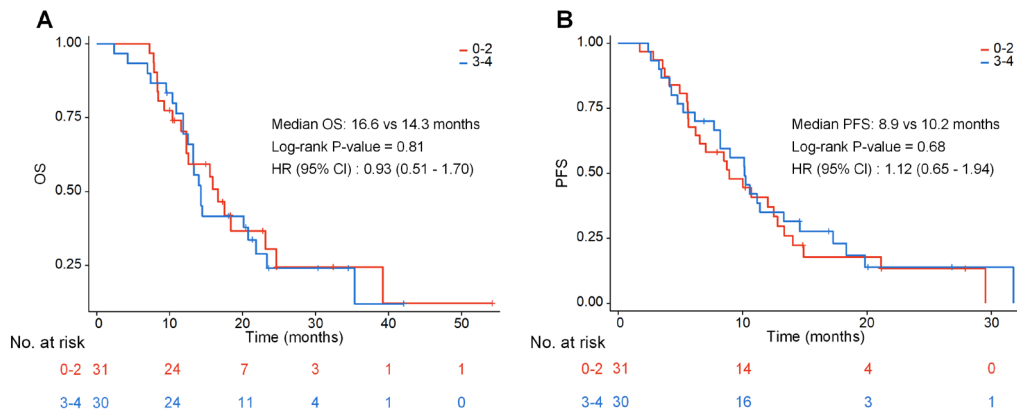 A
1.00
0.75
0.50
0.25
OS
0-2
3-4
Median OS: 16.6 vs 14.3 months
Log-rank P-value = 0.81
HR (95% CI) : 0.93 (0.51 - 1.70)
0 10 20 30 40 50
Time (months)
No. at risk
0-2 31 24 7 3 1 1
3-4 30 24 11 4 1 0
B
1.00
0.75
0.50
0.25
0.00
PFS
0-2
3-4
Median PFS: 8.9 vs 10.2 months
Log-rank P-value = 0.68
HR (95% CI) : 1.12 (0.65 - 1.94)
0 10 20 30
Time (months)
No. at risk
0-2 31 14 4 0
3-4 30 16 3 1